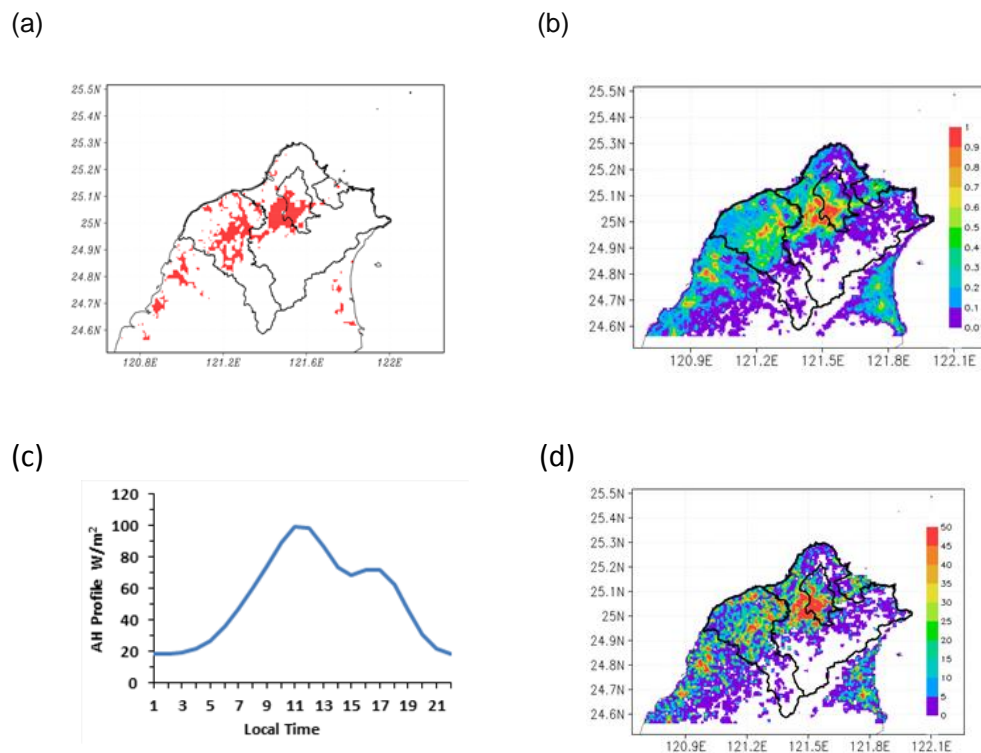 (a)
(b)
25.5N
25.4N
25.3N
25.2N
25.1N
25N
24.9N
24.8N
24.7N
24.6N
120.8E 121.2E 121.6E 122E
25.5N
25.4N
25.3N
25.2N
25.1N
25N
24.9N
24.8N
24.7N
24.6N
120.9E 121.2E 121.5E 121.8E 122.1E
1
0.9
0.8
0.7
0.6
0.5
0.4
0.3
0.2
0.1
0.01
(c)
(d)
AH Profile W/m²
120
100
80
60
40
20
0
1 3 5 7 9 11 13 15 17 19 21
Local Time
25.5N
25.4N
25.3N
25.2N
25.1N
25N
24.9N
24.8N
24.7N
24.6N
120.9E 121.2E 121.5E 121.8E 122.1E
50
45
40
35
30
25
20
15
10
5
0